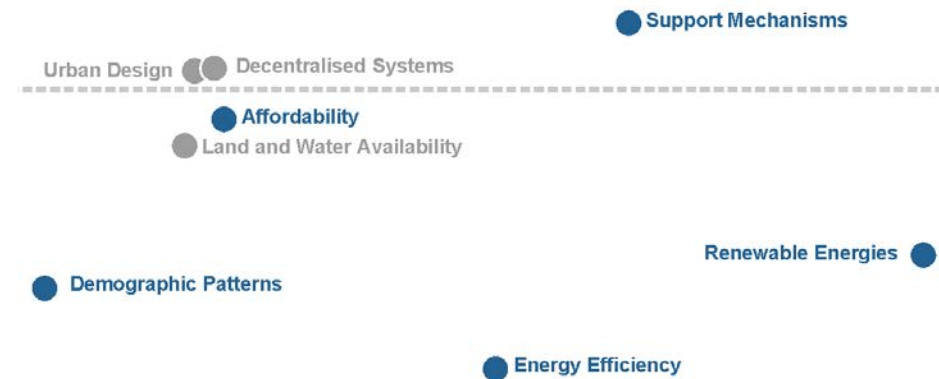 Support Mechanisms
Urban Design
Decentralised Systems
Affordability
Land and Water Availability
Renewable Energies
Demographic Patterns
Energy Efficiency